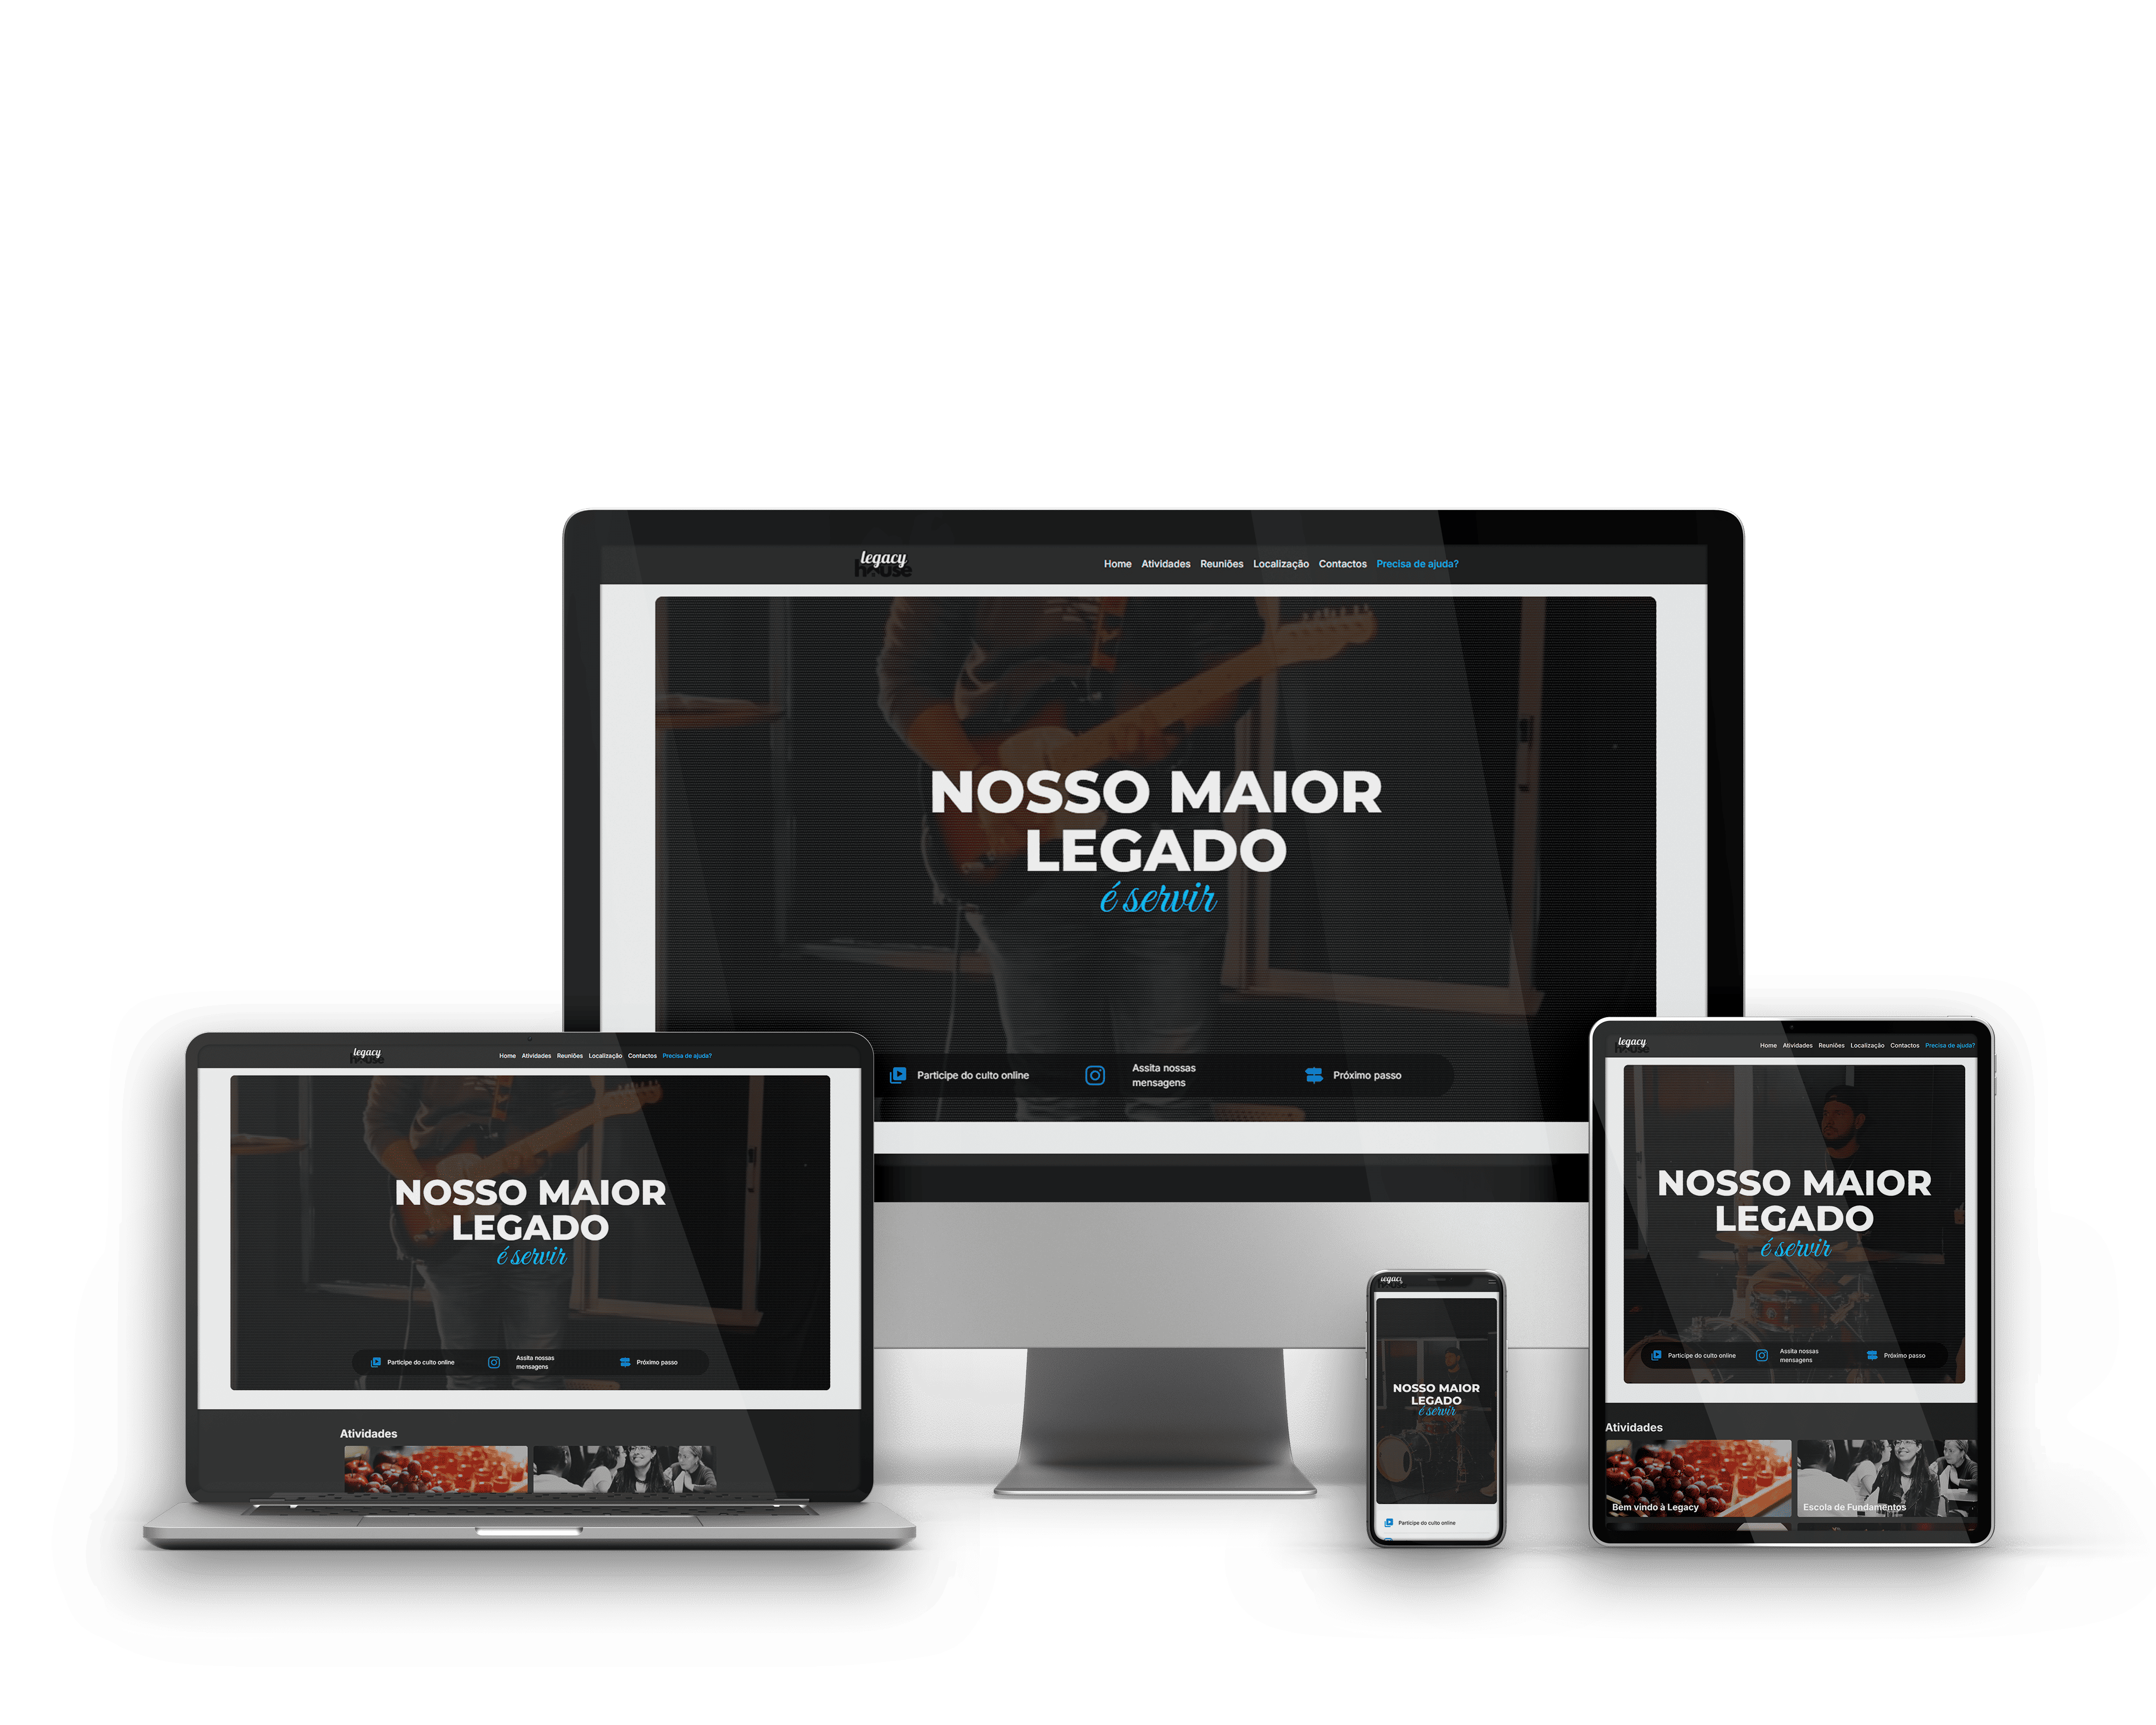 legacy
house
Home Atividades Reuniões Localização Contactos Precisa de ajuda?
NOSSO MAIOR
LEGADO
é servir
Participe do culto online
Assita nossas
mensagens
Próximo passo
legacy
house
Home Atividades Reuniões Localização Contactos Precisa de ajuda?
NOSSO MAIOR
LEGADO
é servir
Participe do culto online
Assita nossas
mensagens
Próximo passo
Atividades
legacy
NOSSO MAIOR
LEGADO
é servir
Participe do culto online
legacy
house
Home Atividades Reuniões Localização Contactos Precisa de ajuda?
NOSSO MAIOR
LEGADO
é servir
Participe do culto online
Assita nossas
mensagens
Próximo passo
Atividades
Bem vindo à Legacy
Escola de Fundamentos